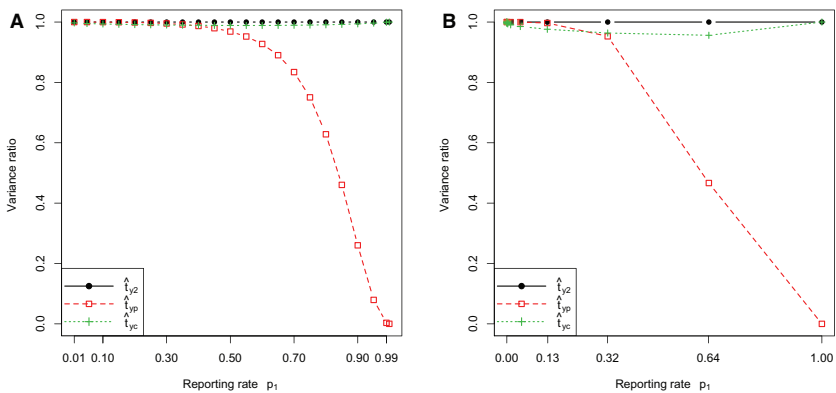 A
Variance ratio
1.0
0.8
0.6
0.4
0.2
0.0
t̂y2
t̂yp
t̂yc
0.01 0.10 0.30 0.50 0.70 0.90 0.99
Reporting rate p1
B
Variance ratio
1.0
0.8
0.6
0.4
0.2
0.0
t̂y2
t̂yp
t̂yc
0.00 0.13 0.32 0.64 1.00
Reporting rate p1